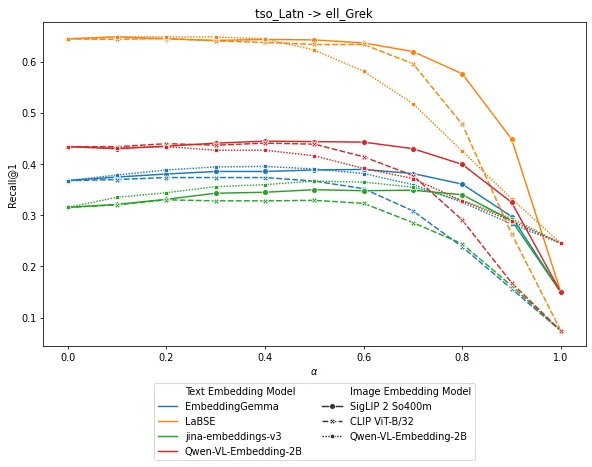 tso_Latn -> ell_Grek
Recall@1
0.6
0.5
0.4
0.3
0.2
0.1
0.0 0.2 0.4 0.6 0.8 1.0
α
Text Embedding Model Image Embedding Model
EmbeddingGemma SigLIP 2 So400m
LaBSE CLIP ViT-B/32
jina-embeddings-v3 Qwen-VL-Embedding-2B
Qwen-VL-Embedding-2B